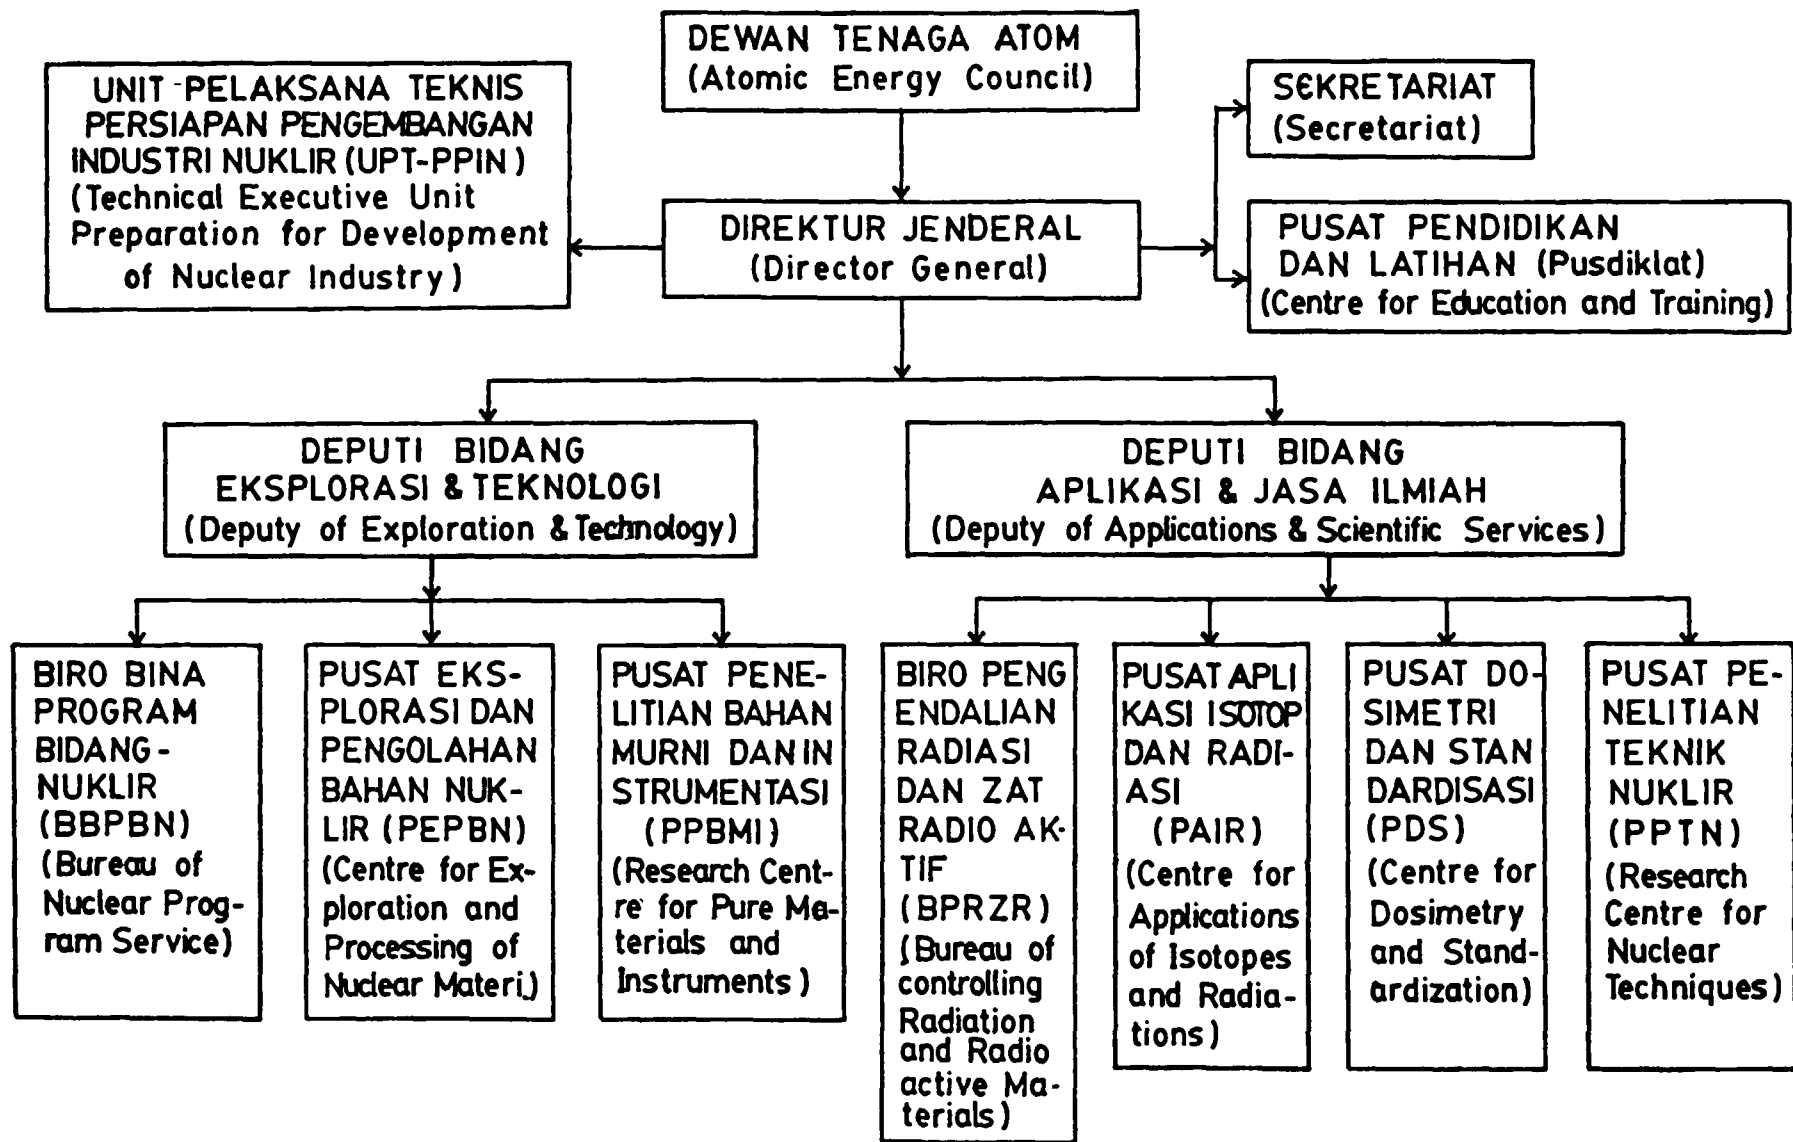 DEWAN TENAGA ATOM
(Atomic Energy Council)
UNIT-PELAKSANA TEKNIS
PERSIAPAN PENGEMBANGAN
INDUSTRI NUKLIR (UPT-PPIN)
(Technical Executive Unit
Preparation for Development
of Nuclear Industry)
SEKRETARIAT
(Secretariat)
DIREKTUR JENDERAL
(Director General)
PUSAT PENDIDIKAN
DAN LATIHAN (Pusdiklat)
(Centre for Education and Training)
DEPUTI BIDANG
EKSPLORASI & TEKNOLOGI
(Deputy of Exploration & Technology)
DEPUTI BIDANG
APLIKASI & JASA ILMIAH
(Deputy of Applications & Scientific Services)
BIRO BINA
PROGRAM
BIDANG-
NUKLIR
(BBPBN)
(Bureau of
Nuclear Prog-
ram Service)
PUSAT EKS-
PLORASI DAN
PENGOLAHAN
BAHAN NUK-
LIR (PEPBN)
(Centre for Ex-
ploration and
Processing of
Nuclear Materi.)
PUSAT PENE-
LITIAN BAHAN
MURNI DAN IN
STRUMENTASI
(PPBMI)
(Research Cent-
re for Pure Ma-
terials and
Instruments)
BIRO PENG
ENDALIAN
RADIASI
DAN ZAT
RADIO AK-
TIF
(BPRZR)
(Bureau of
controlling
Radiation
and Radio
active Ma-
terials)
PUSAT APLI
KASI ISOTOP
DAN RADI-
ASI
(PAIR)
(Centre for
Applications
of Isotopes
and Radia-
tions)
PUSAT DO-
SIMETRI
DAN STAN
DARDISASI
(PDS)
(Centre for
Dosimetry
and Stand-
ardization)
PUSAT PE-
NELITIAN
TEKNIK
NUKLIR
(PPTN)
(Research
Centre for
Nuclear
Techniques)